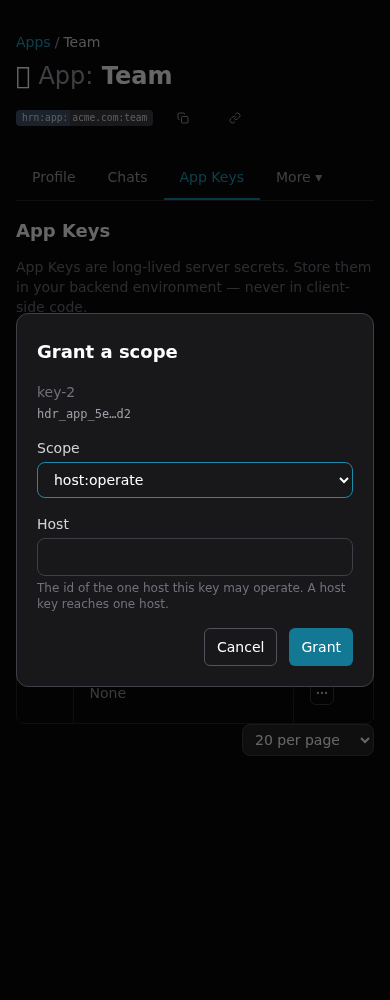 Apps / Team
App: Team
hrn:app: acme.com:team
Profile Chats App Keys More ▾
App Keys
App Keys are long-lived server secrets. Store them
in your backend environment — never in client-
side code.
Grant a scope
key-2
hdr_app_5e…d2
Scope
host:operate
Host
The id of the one host this key may operate. A host
key reaches one host.
Cancel Grant
None
20 per page